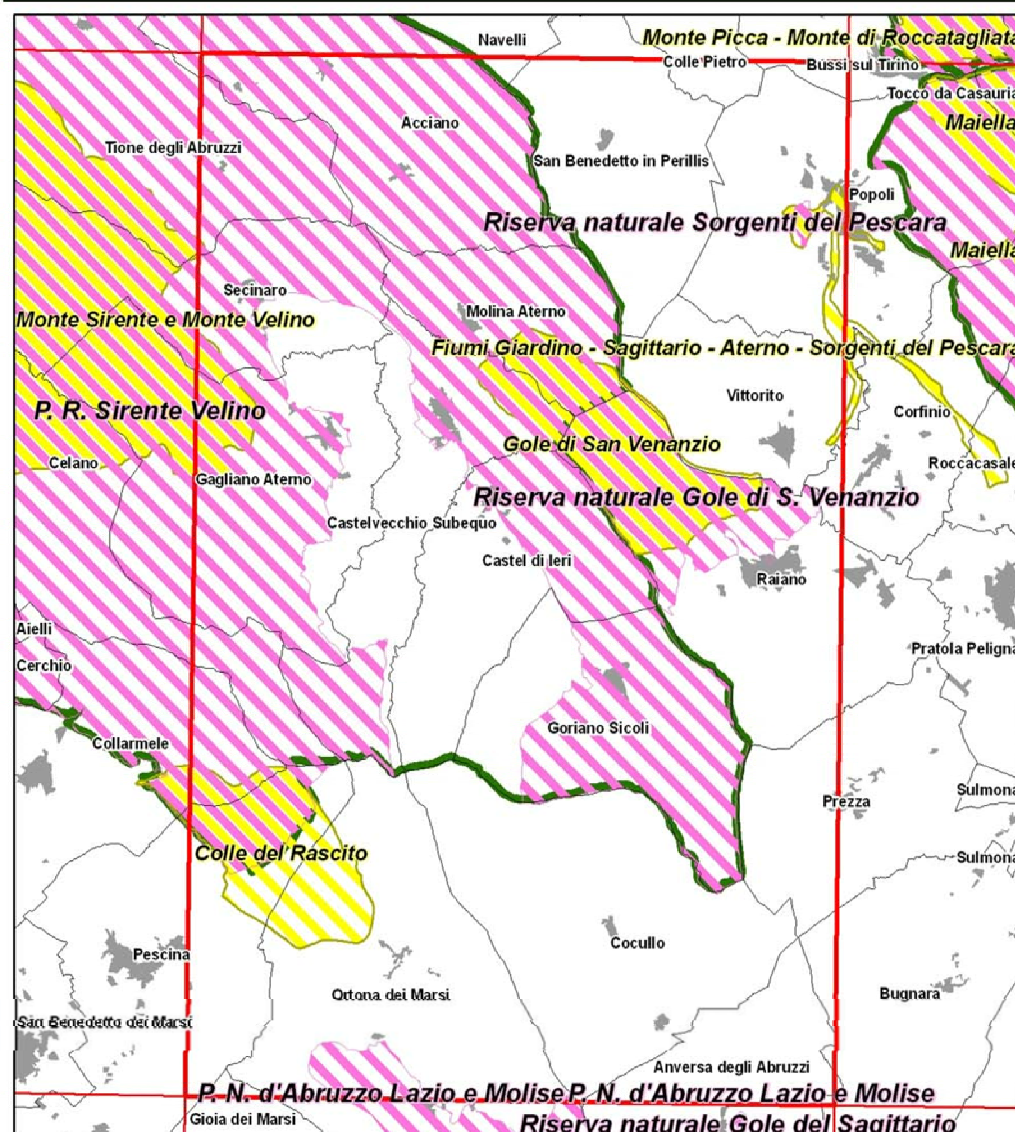 Navelli
Monte Picca - Monte di Roccatagliata
Colle Pietro
Bussi sul Tirino
Tocco da Casauria
Acciano
Maiella
Tione degli Abruzzi
San Benedetto in Perillis
Popoli
Riserva naturale Sorgenti del Pescara
Maiella
Secinaro
Molina Aterno
Monte Sirente e Monte Velino
Fiumi Giardino - Sagittario - Aterno - Sorgenti del Pescara
Vittorito
P. R. Sirente Velino
Corfinio
Gole di San Venanzio
Celano
Roccacasale
Gagliano Aterno
Riserva naturale Gole di S. Venanzio
Castelvecchio Subequo
Castel di Ieri
Raiano
Aielli
Pratola Peligna
Cerchio
Goriano Sicoli
Collarmele
Sulmona
Prezza
Colle del Rascito
Sulmona
Cocullo
Pescina
Ortona dei Marsi
Bugnara
San Benedetto dei Marsi
Anversa degli Abruzzi
P. N. d'Abruzzo Lazio e Molise P. N. d'Abruzzo Lazio e Molise
Gioia dei Marsi
Riserva naturale Gole del Sagittario